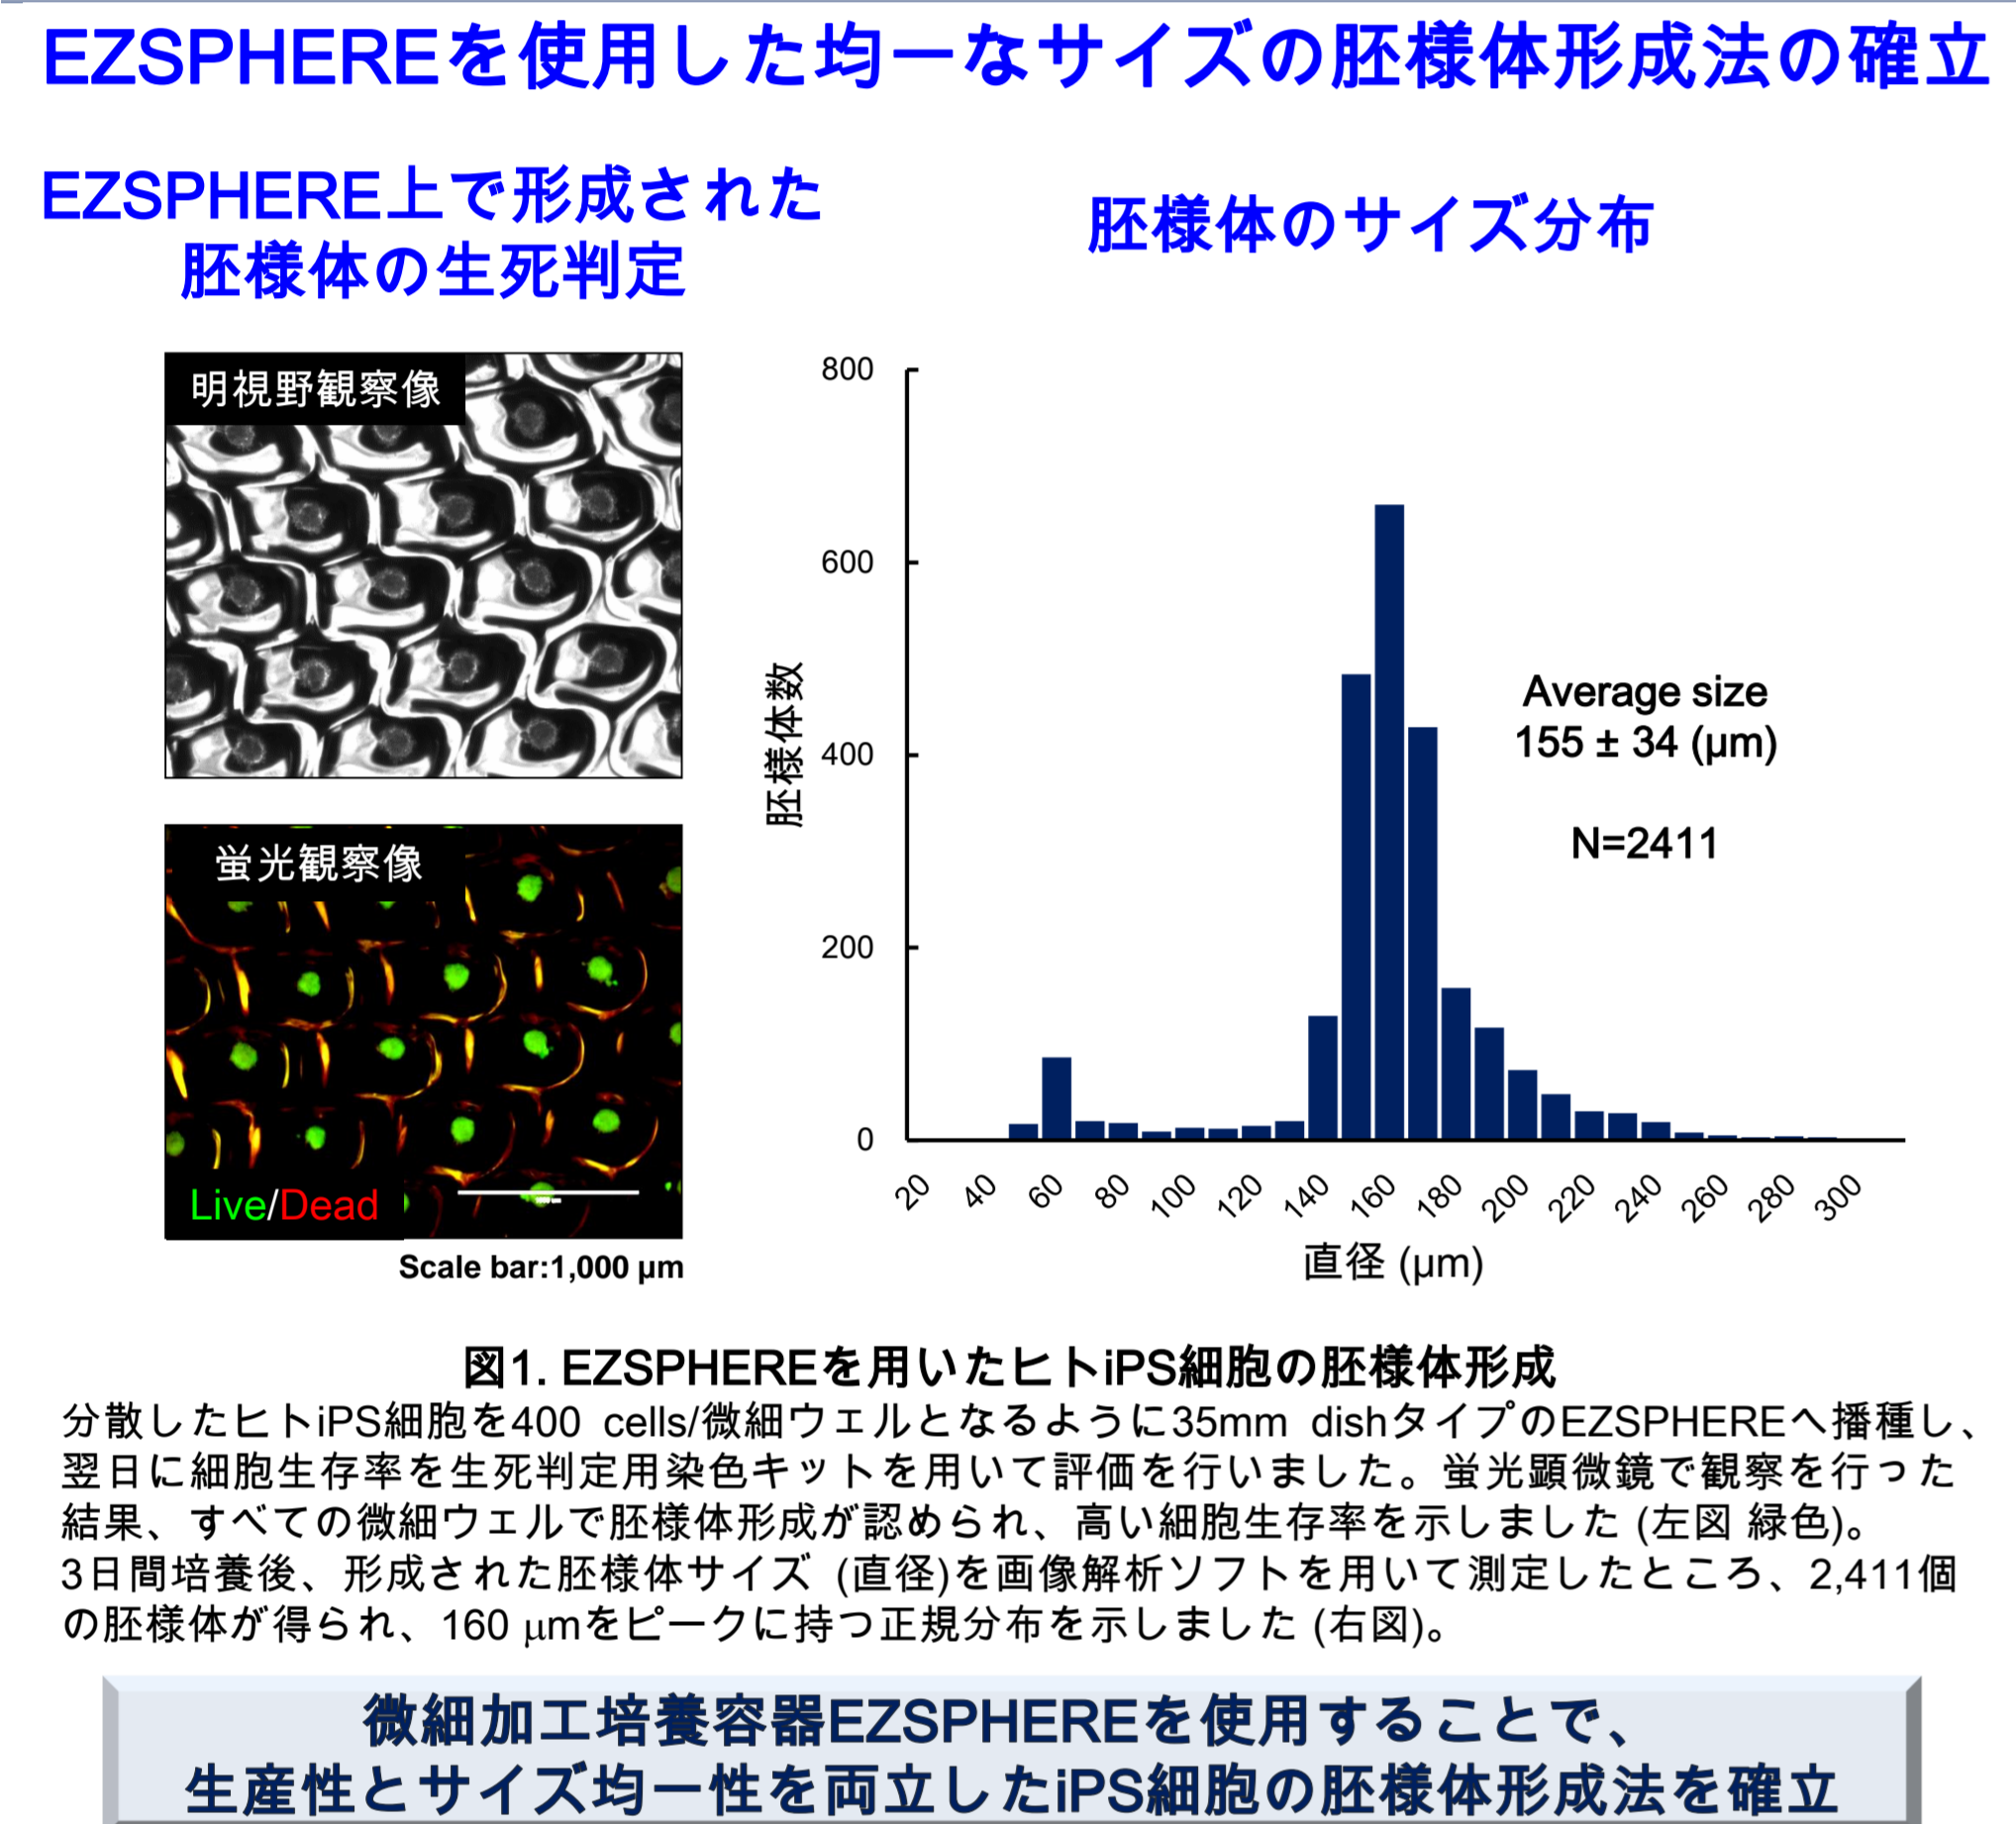 EZSPHEREを使用した均一なサイズの胚様体形成法の確立
EZSPHERE上で形成された
胚様体の生死判定
明視野観察像
蛍光観察像
Live/Dead
Scale bar:1,000 μm
胚様体のサイズ分布
胚様体数
800
600
400
200
0
Average size
155 ± 34 (μm)
N=2411
20 40 60 80 100 120 140 160 180 200 220 240 260 280 300
直径 (μm)
図1. EZSPHEREを用いたヒトiPS細胞の胚様体形成
分散したヒトiPS細胞を400 cells/微細ウェルとなるように35mm dishタイプのEZSPHEREへ播種し、
翌日に細胞生存率を生死判定用染色キットを用いて評価を行いました。蛍光顕微鏡で観察を行った
結果、すべての微細ウェルで胚様体形成が認められ、高い細胞生存率を示しました (左図 緑色)。
3日間培養後、形成された胚様体サイズ (直径)を画像解析ソフトを用いて測定したところ、2,411個
の胚様体が得られ、160 μmをピークに持つ正規分布を示しました (右図)。
微細加工培養容器EZSPHEREを使用することで、
生産性とサイズ均一性を両立したiPS細胞の胚様体形成法を確立